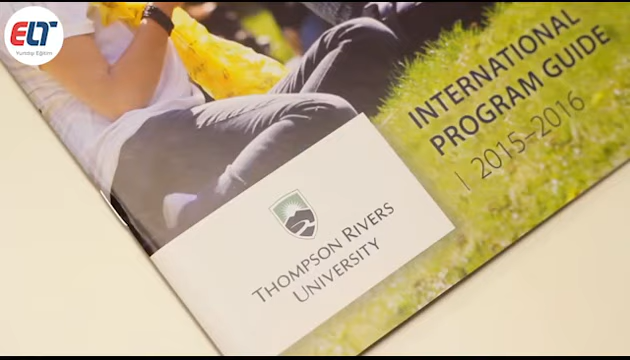 ELT
Yurtdışı Eğitim
INTERNATIONAL
PROGRAM GUIDE
| 2015–2016
THOMPSON RIVERS
UNIVERSITY